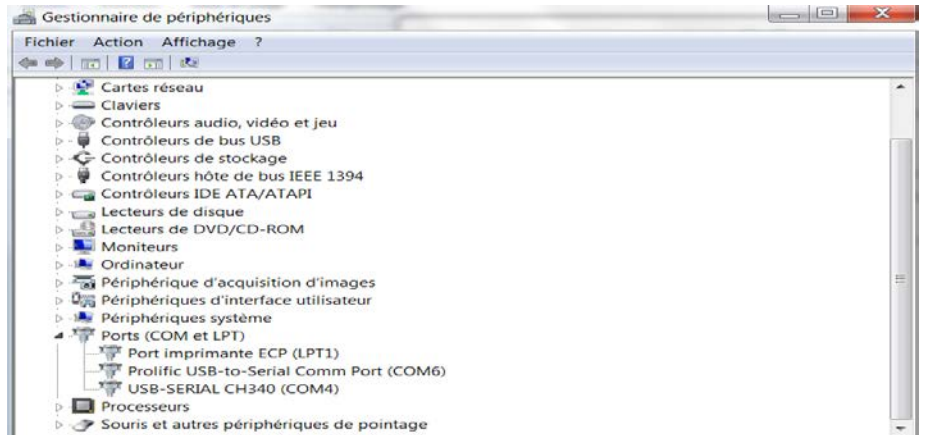 Gestionnaire de périphériques
Fichier Action Affichage ?
Cartes réseau
Claviers
Contrôleurs audio, vidéo et jeu
Contrôleurs de bus USB
Contrôleurs de stockage
Contrôleurs hôte de bus IEEE 1394
Contrôleurs IDE ATA/ATAPI
Lecteurs de disque
Lecteurs de DVD/CD-ROM
Moniteurs
Ordinateur
Périphérique d'acquisition d'images
Périphériques d'interface utilisateur
Périphériques système
Ports (COM et LPT)
Port imprimante ECP (LPT1)
Prolific USB-to-Serial Comm Port (COM6)
USB-SERIAL CH340 (COM4)
Processeurs
Souris et autres périphériques de pointage